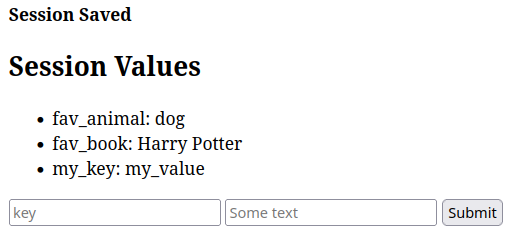 Session Saved
Session Values
• fav_animal: dog
• fav_book: Harry Potter
• my_key: my_value
key Some text Submit